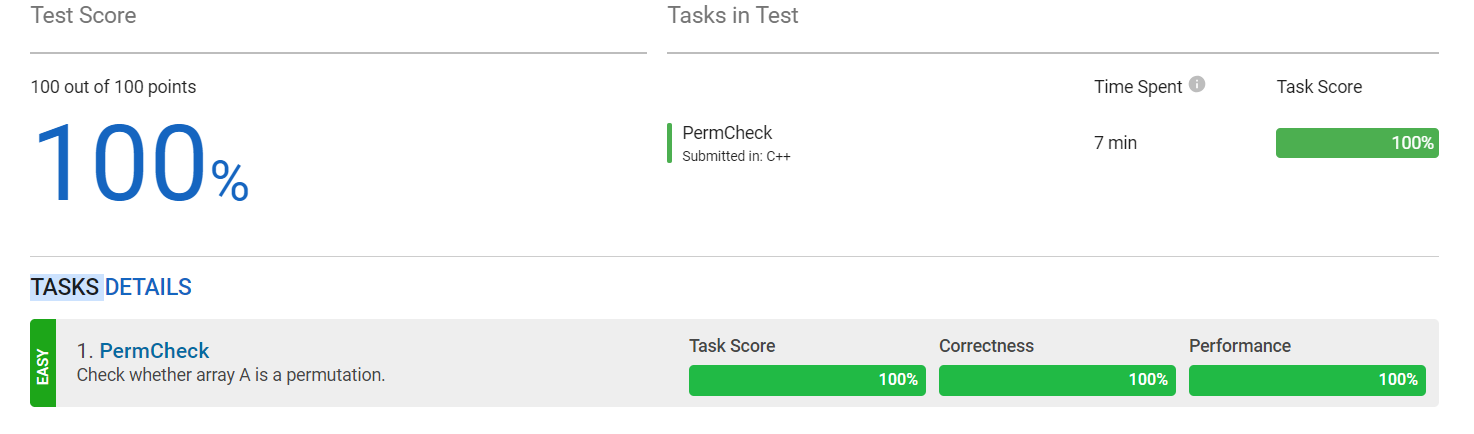 Test Score
Tasks in Test
100 out of 100 points
100%
Time Spent
Task Score
PermCheck
Submitted in: C++
7 min
100%
TASKS DETAILS
EASY
1. PermCheck
Check whether array A is a permutation.
Task Score
Correctness
Performance
100%
100%
100%